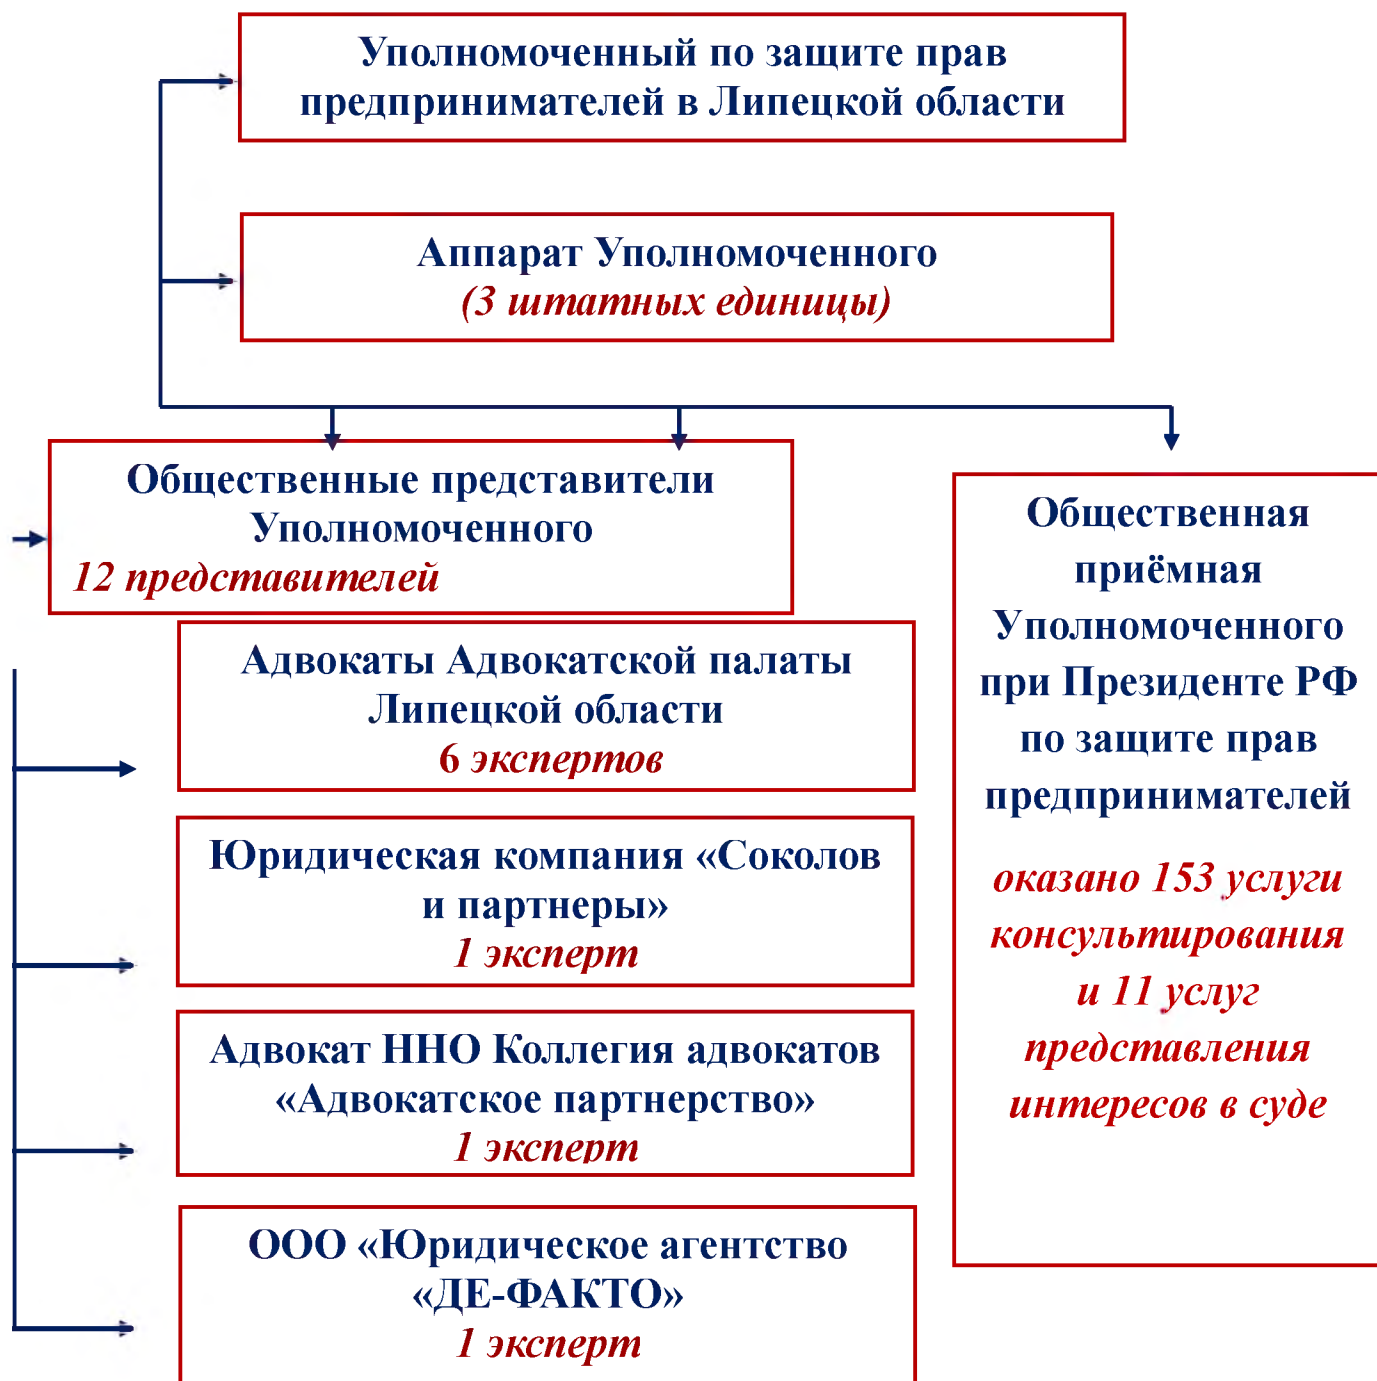 Уполномоченный по защите прав
предпринимателей в Липецкой области
Аппарат Уполномоченного
(3 штатных единицы)
Общественные представители
Уполномоченного
12 представителей
Адвокаты Адвокатской палаты
Липецкой области
6 экспертов
Юридическая компания «Соколов
и партнеры»
1 эксперт
Адвокат ННО Коллегия адвокатов
«Адвокатское партнерство»
1 эксперт
ООО «Юридическое агентство
«ДЕ-ФАКТО»
1 эксперт
Общественная
приёмная
Уполномоченного
при Президенте РФ
по защите прав
предпринимателей
оказано 153 услуги
консультирования
и 11 услуг
представления
интересов в суде